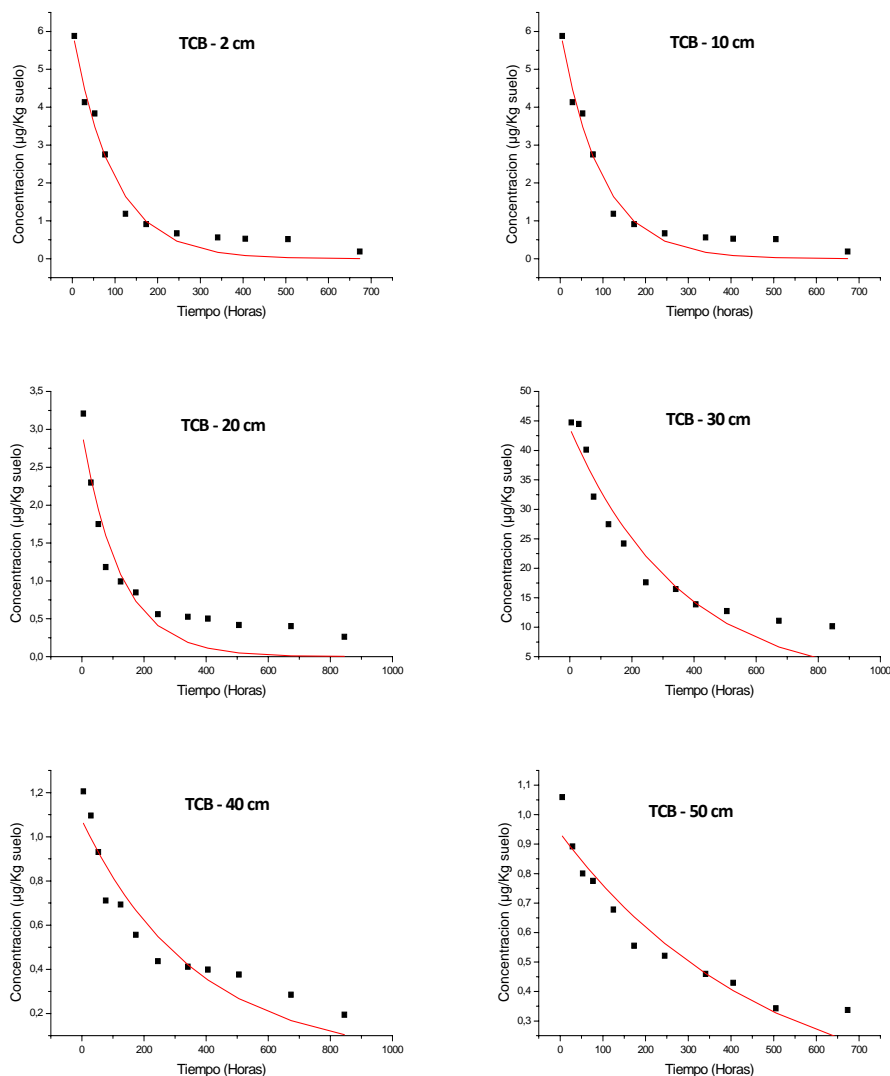 TCB - 2 cm
Concentracion (µg/Kg suelo)
6
5
4
3
2
1
0
0 100 200 300 400 500 600 700
Tiempo (Horas)
TCB - 10 cm
Concentracion (µg/Kg suelo)
6
5
4
3
2
1
0
0 100 200 300 400 500 600 700
Tiempo (horas)
TCB - 20 cm
Concentracion (µg/Kg suelo)
3,5
3,0
2,5
2,0
1,5
1,0
0,5
0,0
0 200 400 600 800 1000
Tiempo (Horas)
TCB - 30 cm
Concentracion (µg/Kg suelo)
50
45
40
35
30
25
20
15
10
5
0 200 400 600 800 1000
Tiempo (Horas)
TCB - 40 cm
Concentracion (µg/Kg suelo)
1,2
1,0
0,8
0,6
0,4
0,2
0 200 400 600 800 1000
Tiempo (Horas)
TCB - 50 cm
Concentracion (µg/Kg suelo)
1,1
1,0
0,9
0,8
0,7
0,6
0,5
0,4
0,3
0 100 200 300 400 500 600 700
Tiempo (Horas)